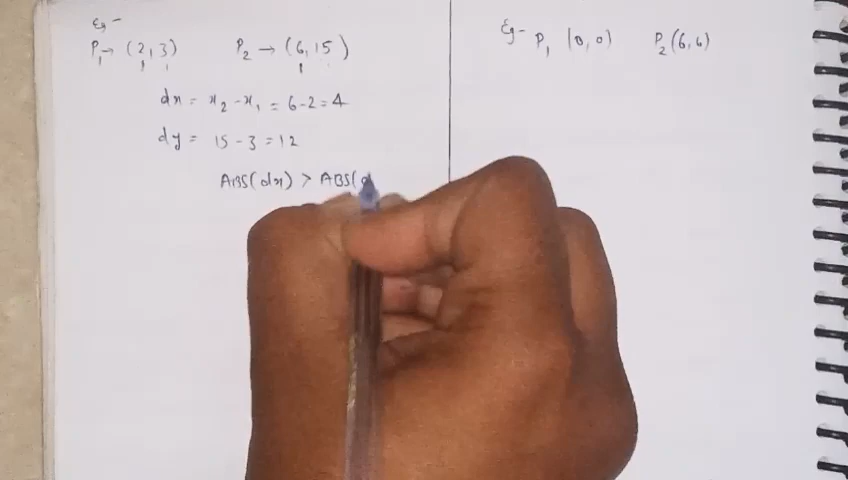 Eg -
P1 → (2, 3) P2 → (6, 15)
dx = x2 - x1 = 6 - 2 = 4
dy = 15 - 3 = 12
ABS(dx) > ABS(d
Eg - P1 (0, 0) P2 (6, 6)